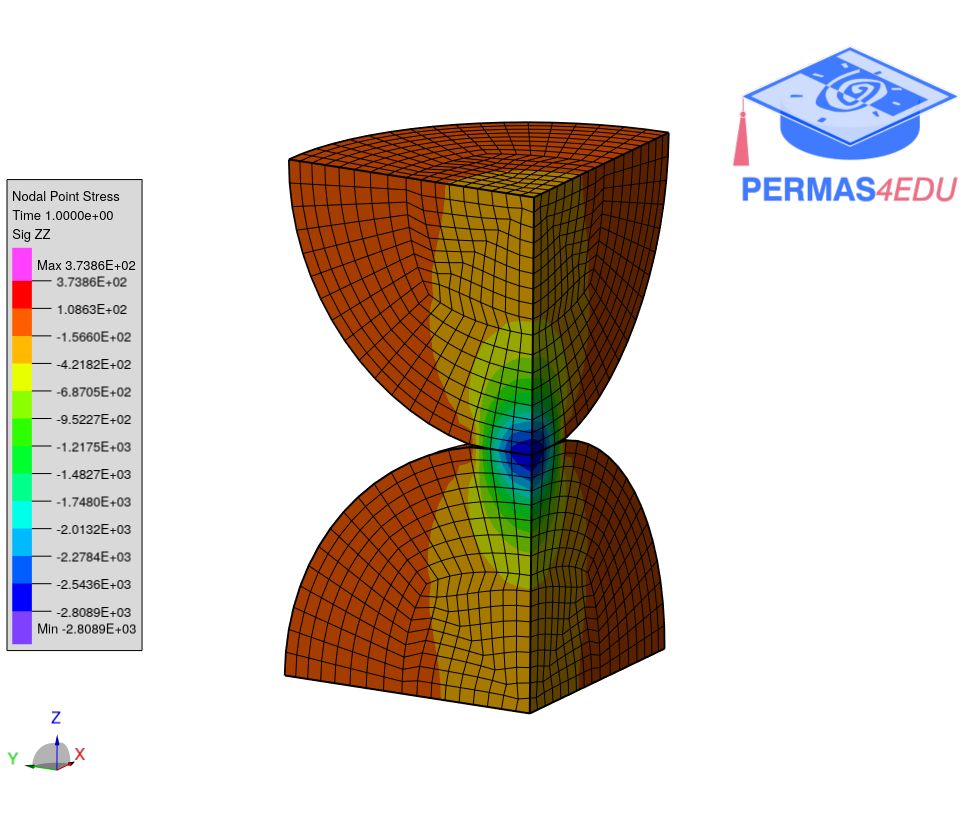 PERMAS4EDU
Nodal Point Stress
Time 1.0000e+00
Sig ZZ
Max 3.7386E+02
3.7386E+02
1.0863E+02
-1.5660E+02
-4.2182E+02
-6.8705E+02
-9.5227E+02
-1.2175E+03
-1.4827E+03
-1.7480E+03
-2.0132E+03
-2.2784E+03
-2.5436E+03
-2.8089E+03
Min -2.8089E+03
Z
Y
X